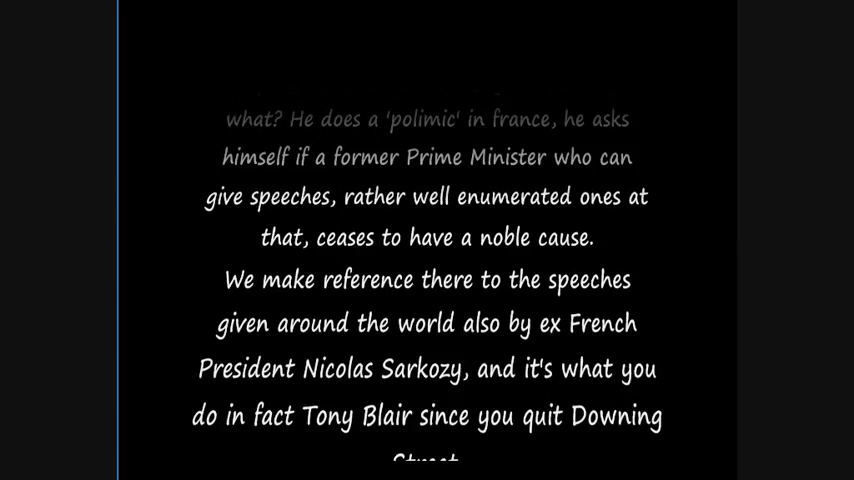 what? He does a 'polimic' in france, he asks
himself if a former Prime Minister who can
give speeches, rather well enumerated ones at
that, ceases to have a noble cause.
We make reference there to the speeches
given around the world also by ex French
President Nicolas Sarkozy, and it's what you
do in fact Tony Blair since you quit Downing
Street